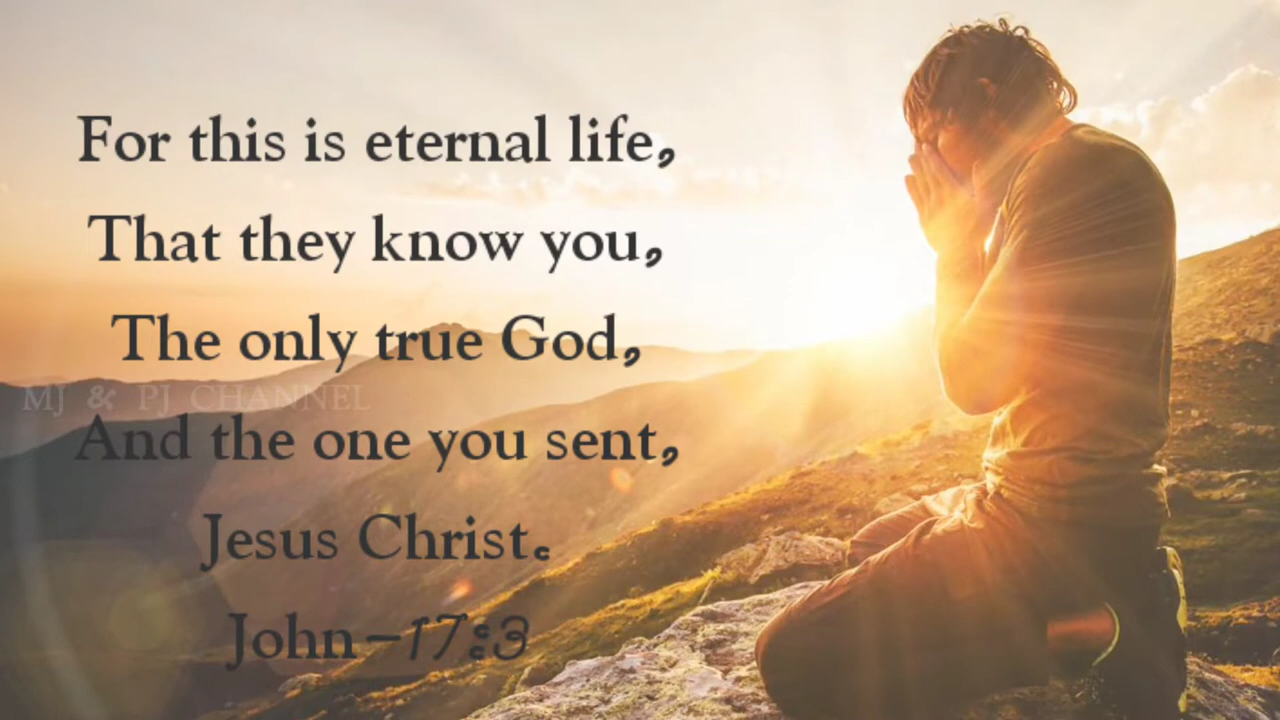 For this is eternal life,
That they know you,
The only true God,
MJ & PJ CHANNEL
And the one you sent,
Jesus Christ.
John-17:3